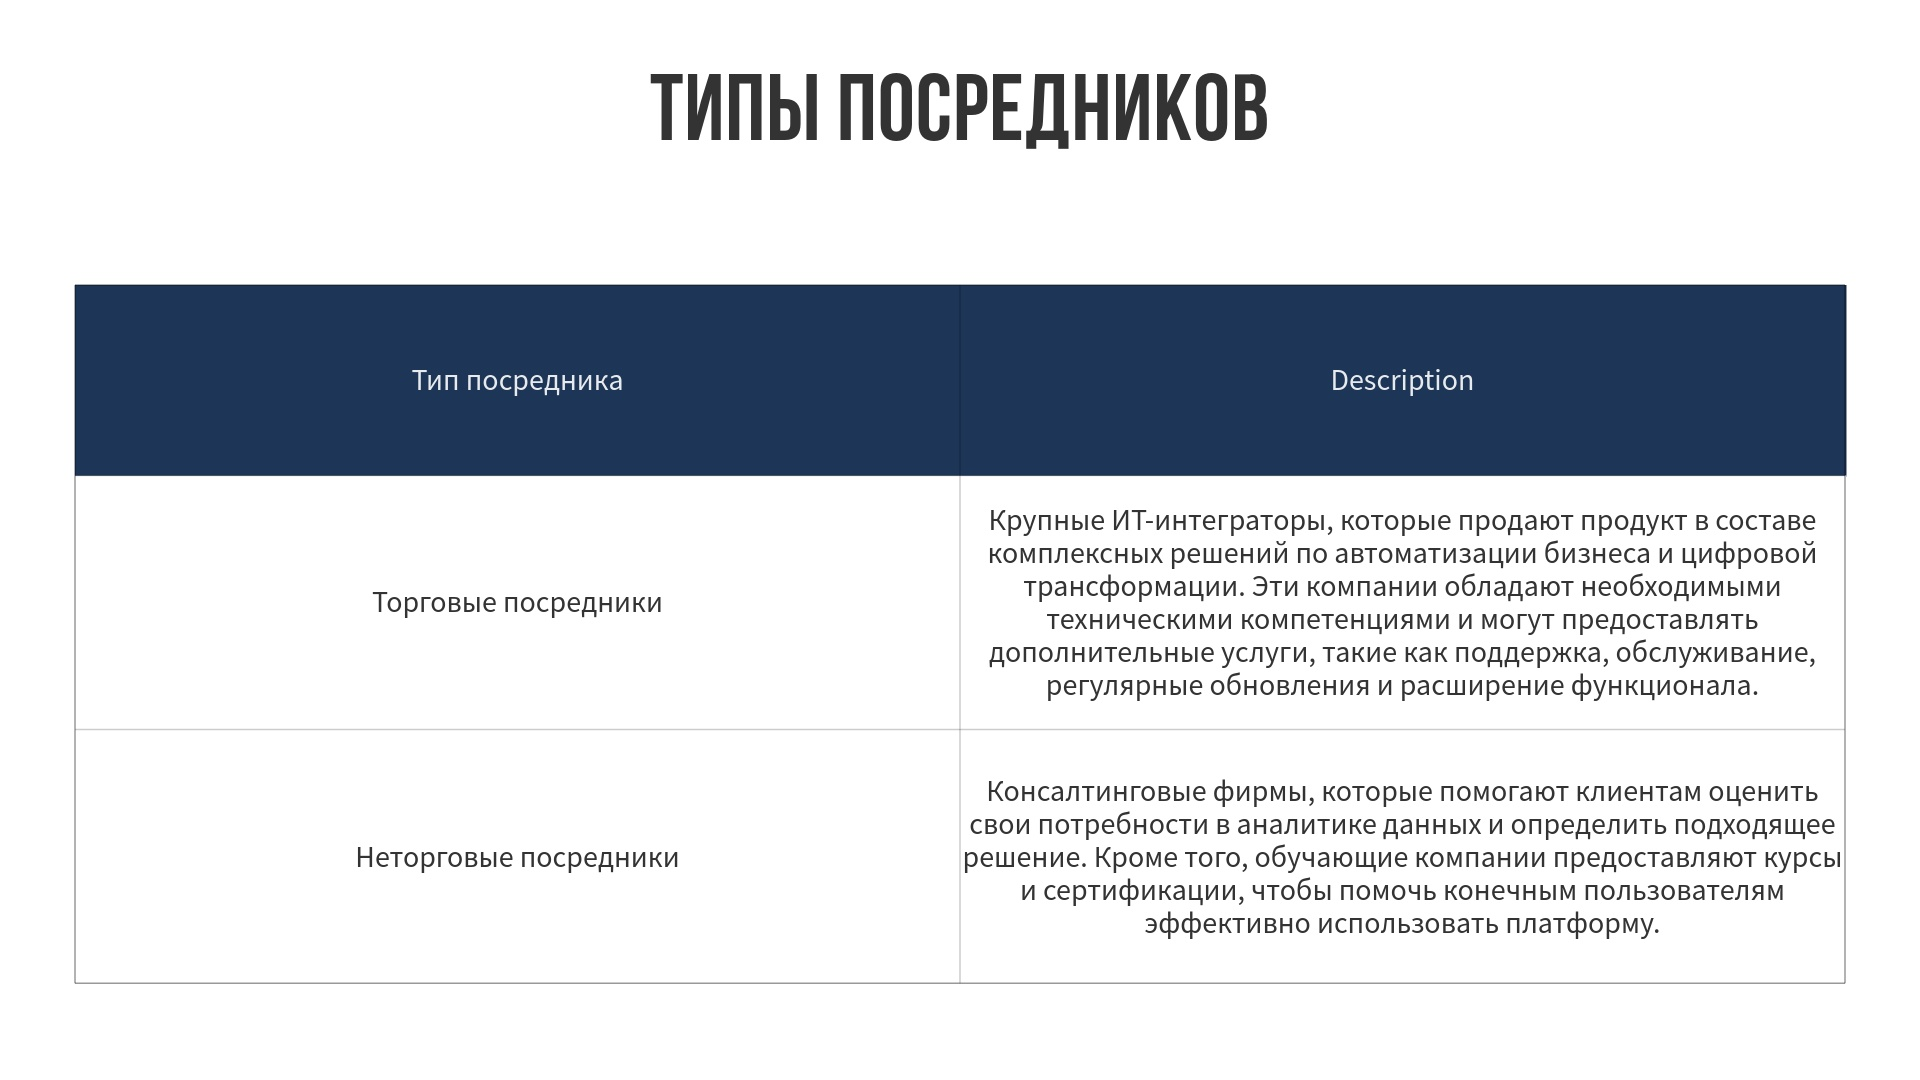 ТИПЫ ПОСРЕДНИКОВ
Тип посредника
Description
Торговые посредники
Крупные ИТ-интеграторы, которые продают продукт в составе
комплексных решений по автоматизации бизнеса и цифровой
трансформации. Эти компании обладают необходимыми
техническими компетенциями и могут предоставлять
дополнительные услуги, такие как поддержка, обслуживание,
регулярные обновления и расширение функционала.
Неторговые посредники
Консалтинговые фирмы, которые помогают клиентам оценить
свои потребности в аналитике данных и определить подходящее
решение. Кроме того, обучающие компании предоставляют курсы
и сертификации, чтобы помочь конечным пользователям
эффективно использовать платформу.